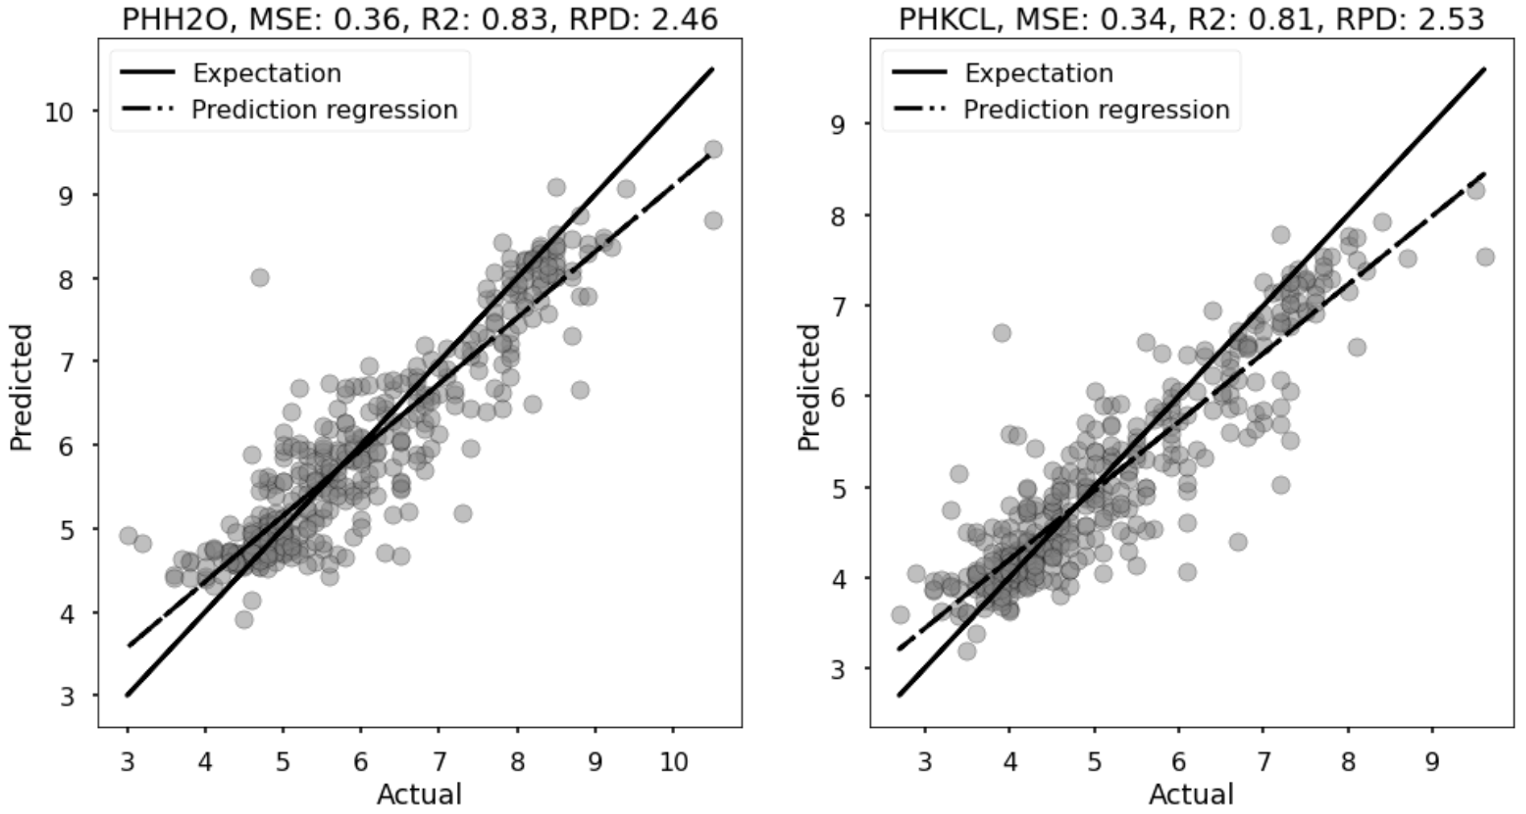 PHH2O, MSE: 0.36, R2: 0.83, RPD: 2.46
Expectation
Prediction regression
10
9
8
7
6
5
4
3
Predicted
3 4 5 6 7 8 9 10
Actual
PHKCL, MSE: 0.34, R2: 0.81, RPD: 2.53
Expectation
Prediction regression
9
8
7
6
5
4
3
Predicted
3 4 5 6 7 8 9
Actual